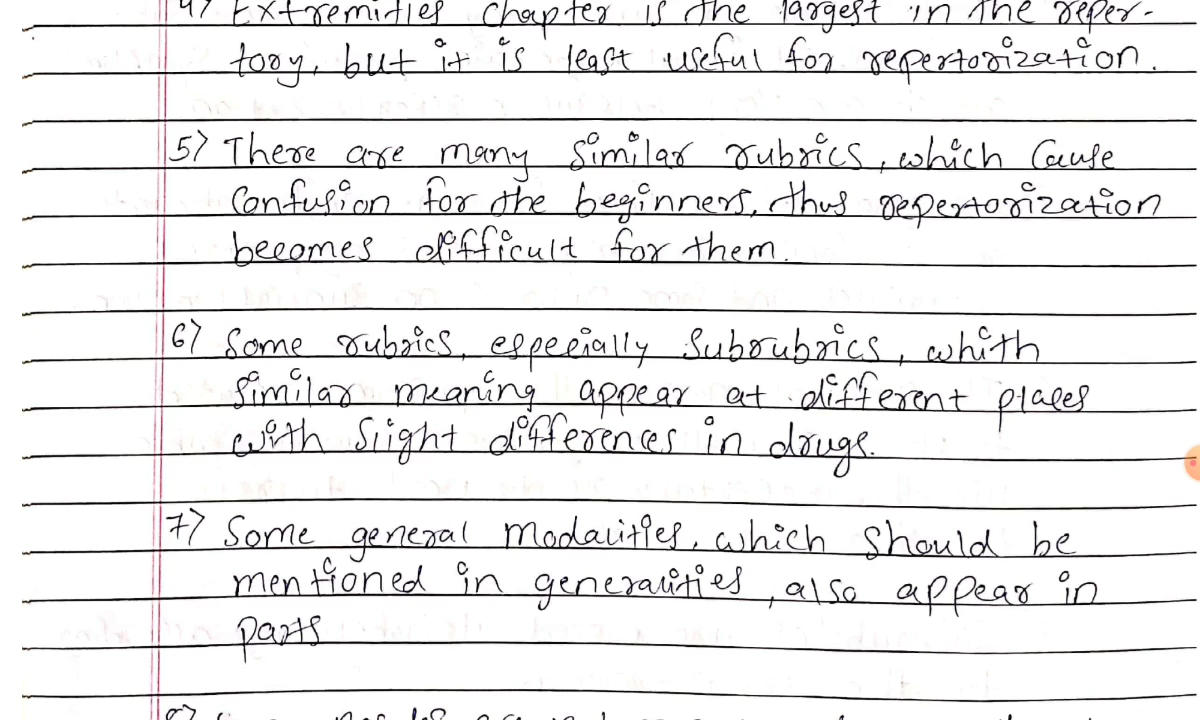 4) Extremities chapter is the largest in the reper-
tory, but it is least useful for repertorization.
5) There are many similar rubrics, which cause
confusion for the beginners, thus repertorization
becomes difficult for them.
6) Some rubrics, especially subrubrics, whith
similar meaning appear at different places
with slight differences in drugs.
7) Some general modalities, which should be
mentioned in generalities, also appear in
parts
8)